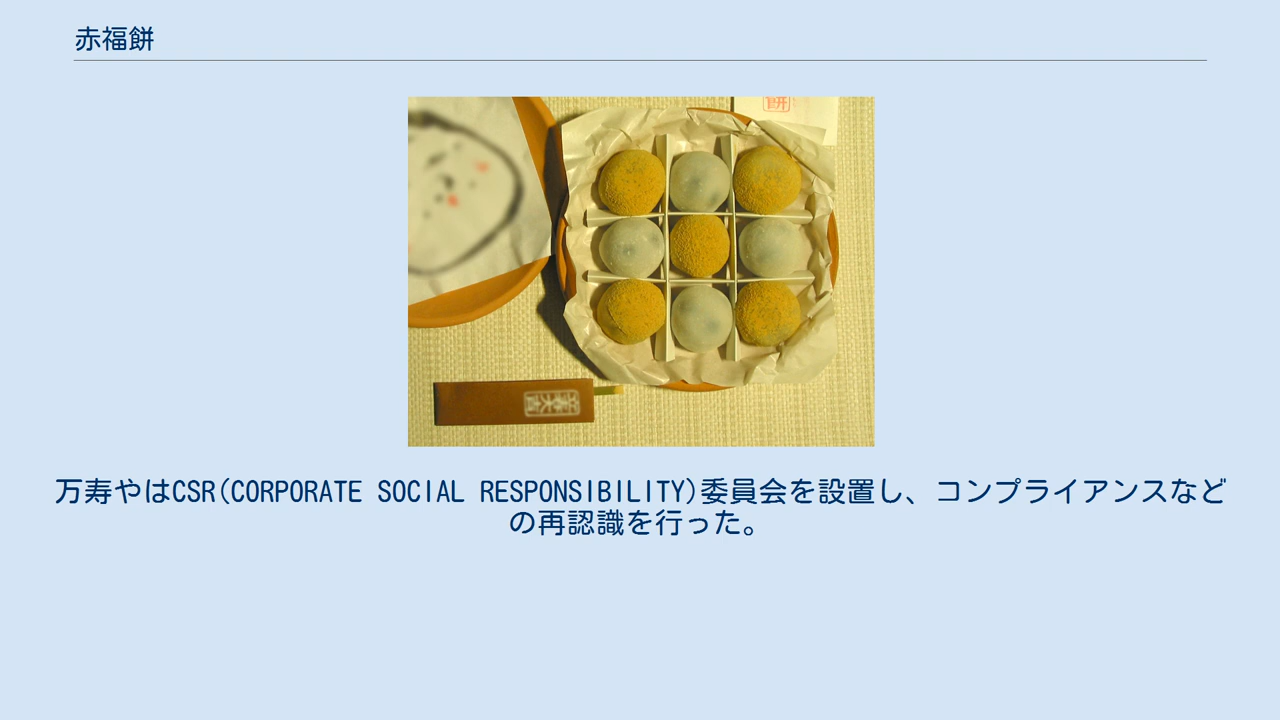 赤福餅
餅
万寿やはCSR(CORPORATE SOCIAL RESPONSIBILITY)委員会を設置し、コンプライアンスなど
の再認識を行った。